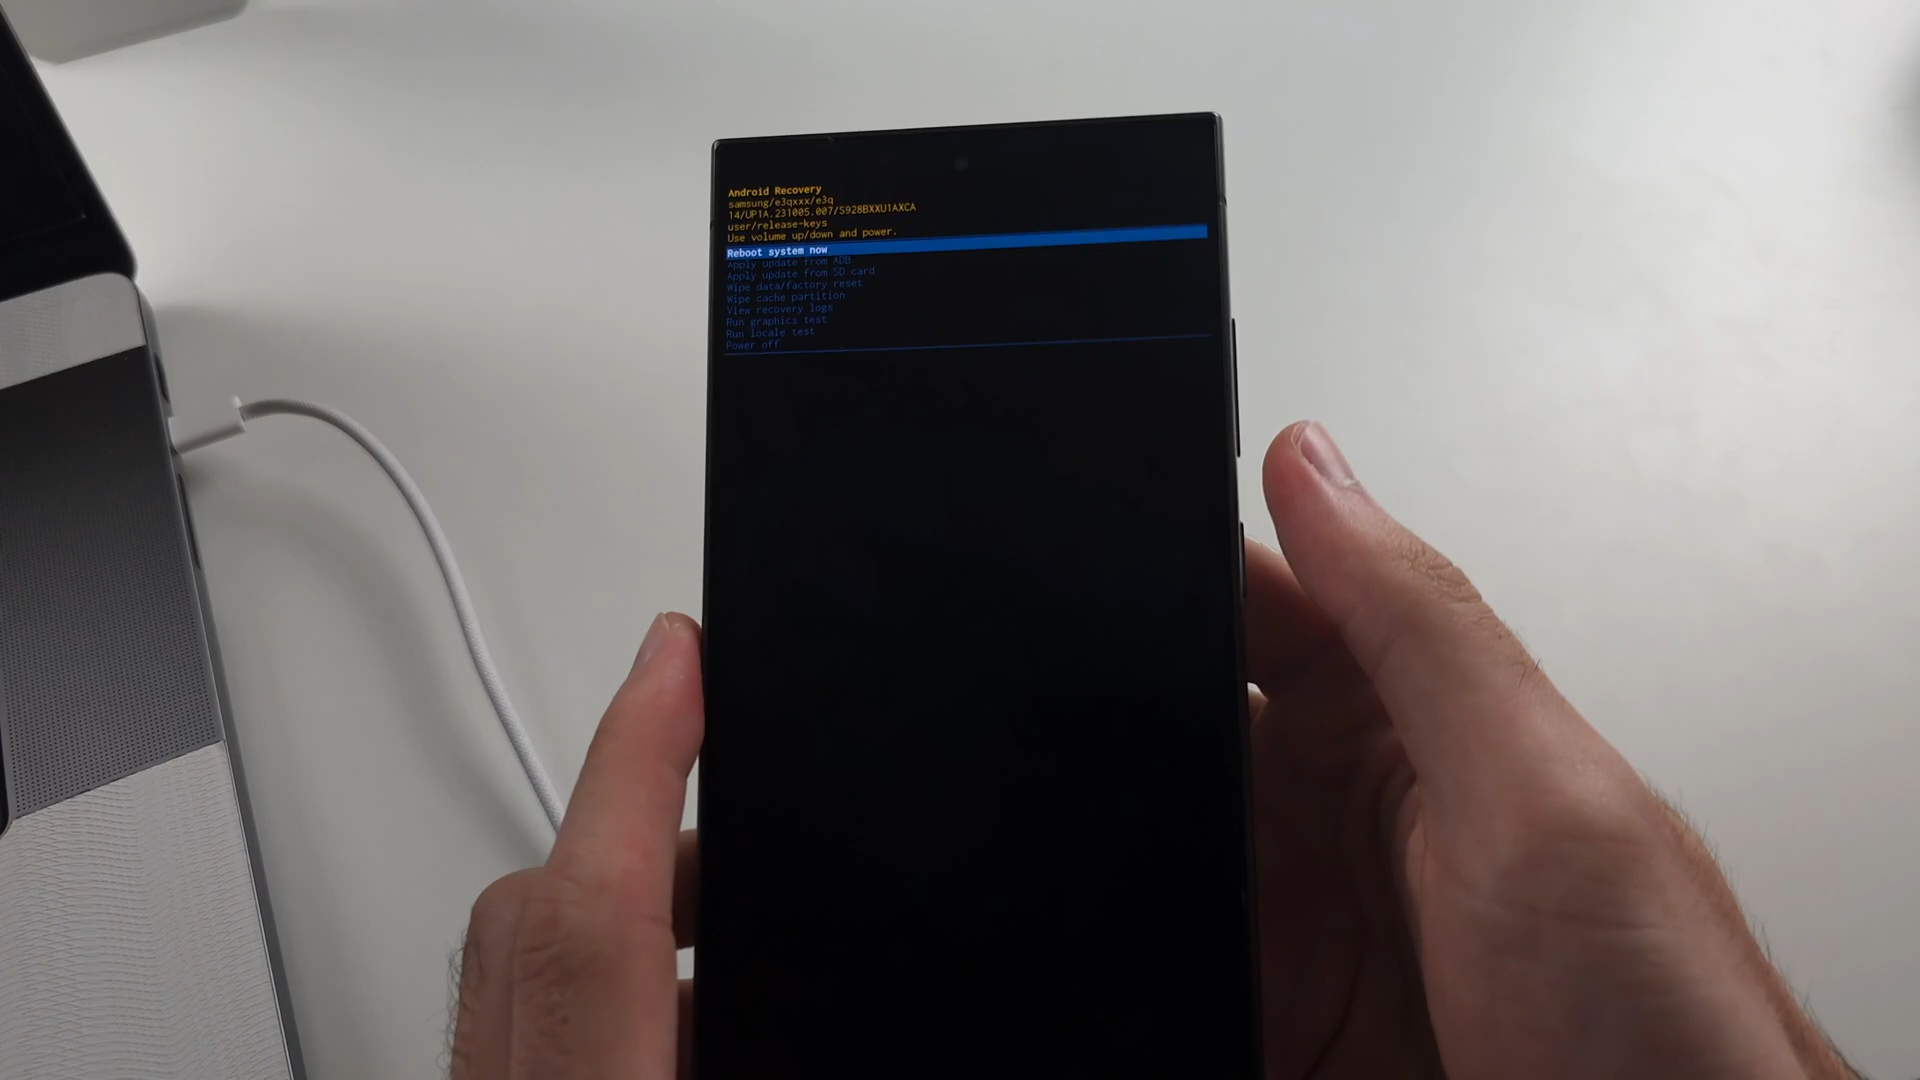 Android Recovery
samsung/e3qxxx/e3q
14/UP1A.231005.007/S928BXXU1AXCA
user/release-keys
Use volume up/down and power.
Reboot system now
Apply update from ADB
Apply update from SD card
Wipe data/factory reset
Wipe cache partition
View recovery logs
Run graphics test
Run locale test
Power off